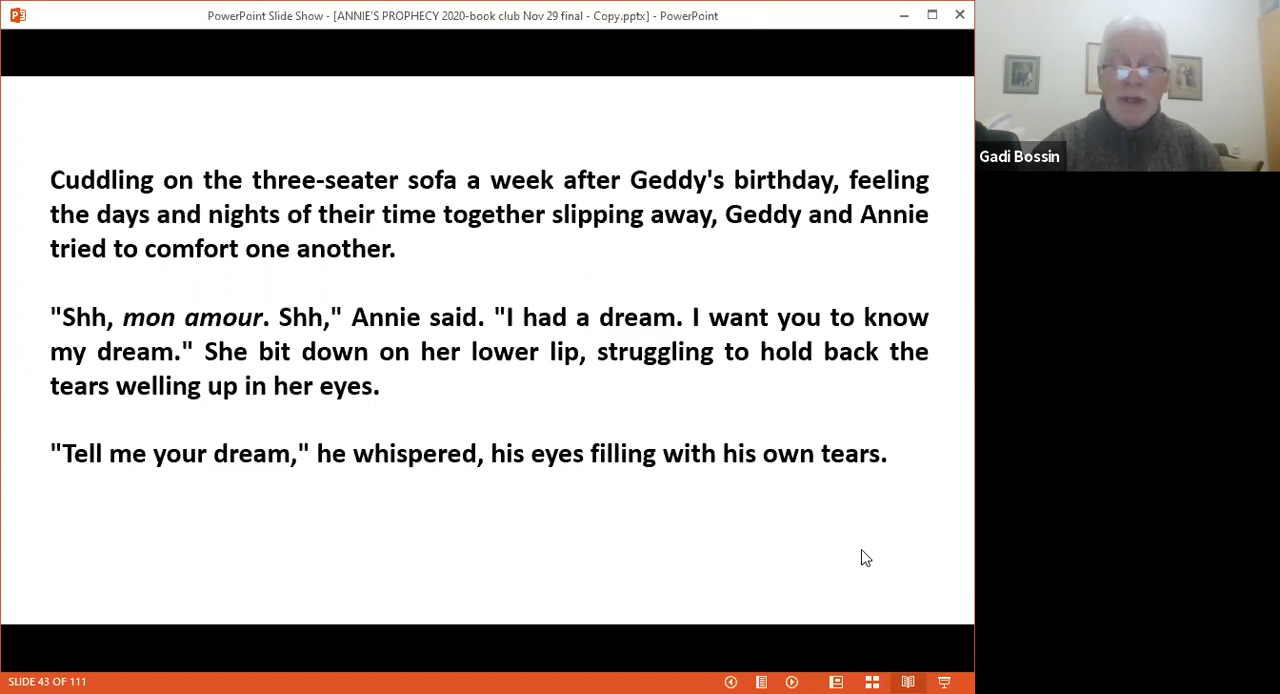 PowerPoint Slide Show - [ANNIE'S PROPHECY 2020-book club Nov 29 final - Copy.pptx] - PowerPoint
Cuddling on the three-seater sofa a week after Geddy's birthday, feeling
the days and nights of their time together slipping away, Geddy and Annie
tried to comfort one another.
"Shh, mon amour. Shh," Annie said. "I had a dream. I want you to know
my dream." She bit down on her lower lip, struggling to hold back the
tears welling up in her eyes.
"Tell me your dream," he whispered, his eyes filling with his own tears.
SLIDE 43 OF 111
Gadi Bossin